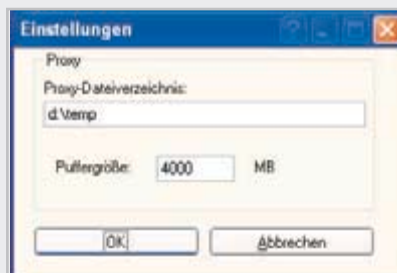 Einstellungen
Proxy
Proxy-Dateiverzeichnis:
d:\temp
Puffergröße: 4000 MB
OK Abbrechen